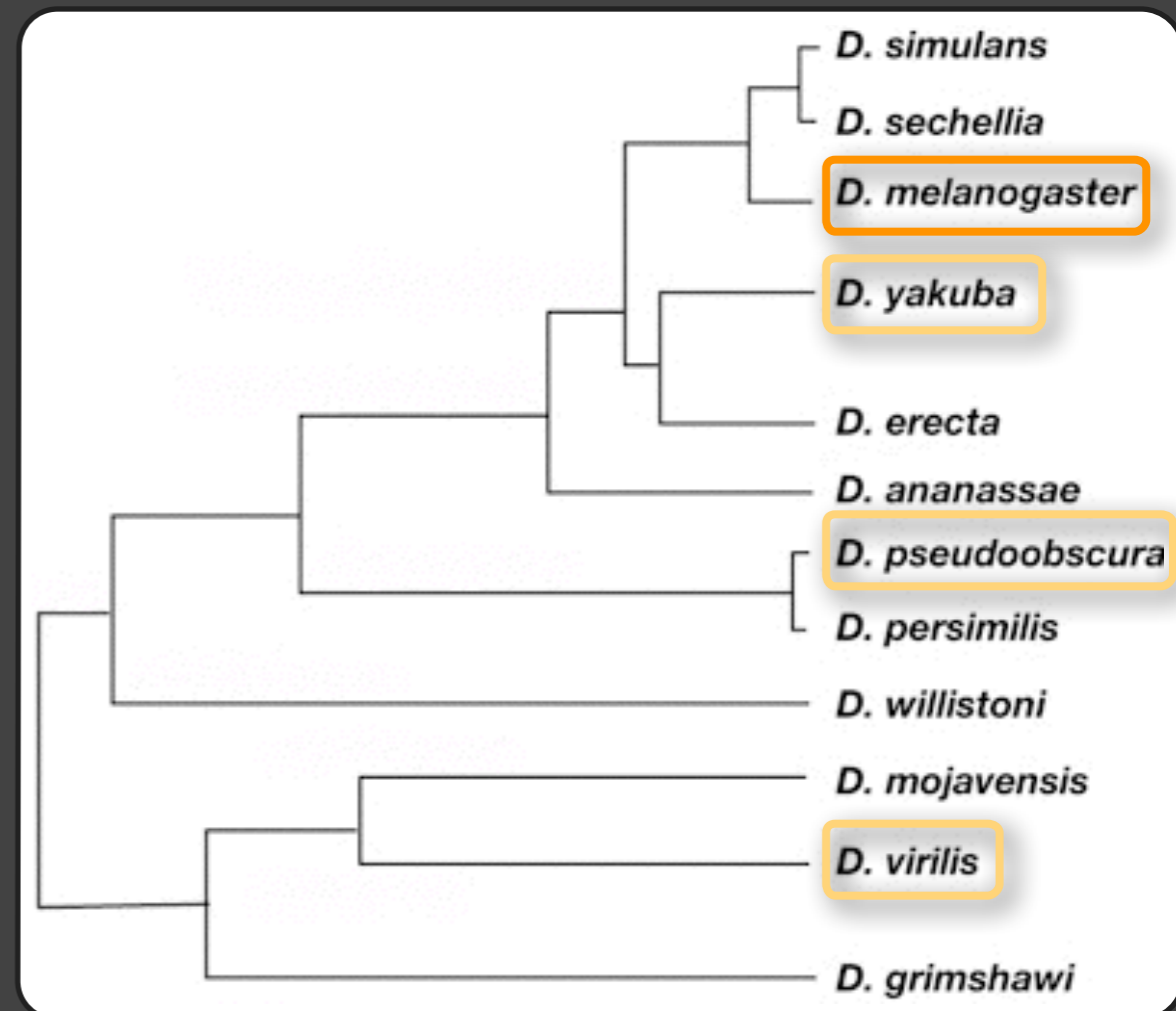 D. simulans
D. sechellia
D. melanogaster
D. yakuba
D. erecta
D. ananassae
D. pseudoobscura
D. persimilis
D. willistoni
D. mojavensis
D. virilis
D. grimshawi